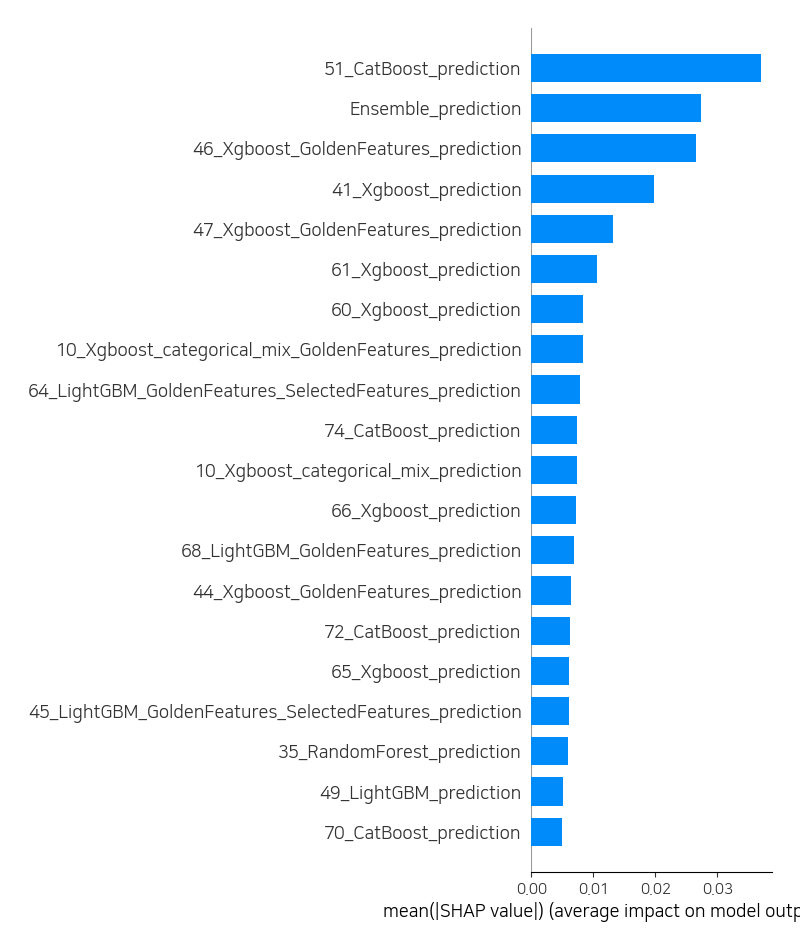 51_CatBoost_prediction
Ensemble_prediction
46_Xgboost_GoldenFeatures_prediction
41_Xgboost_prediction
47_Xgboost_GoldenFeatures_prediction
61_Xgboost_prediction
60_Xgboost_prediction
10_Xgboost_categorical_mix_GoldenFeatures_prediction
64_LightGBM_GoldenFeatures_SelectedFeatures_prediction
74_CatBoost_prediction
10_Xgboost_categorical_mix_prediction
66_Xgboost_prediction
68_LightGBM_GoldenFeatures_prediction
44_Xgboost_GoldenFeatures_prediction
72_CatBoost_prediction
65_Xgboost_prediction
45_LightGBM_GoldenFeatures_SelectedFeatures_prediction
35_RandomForest_prediction
49_LightGBM_prediction
70_CatBoost_prediction
0.00 0.01 0.02 0.03
mean(|SHAP value|) (average impact on model outp